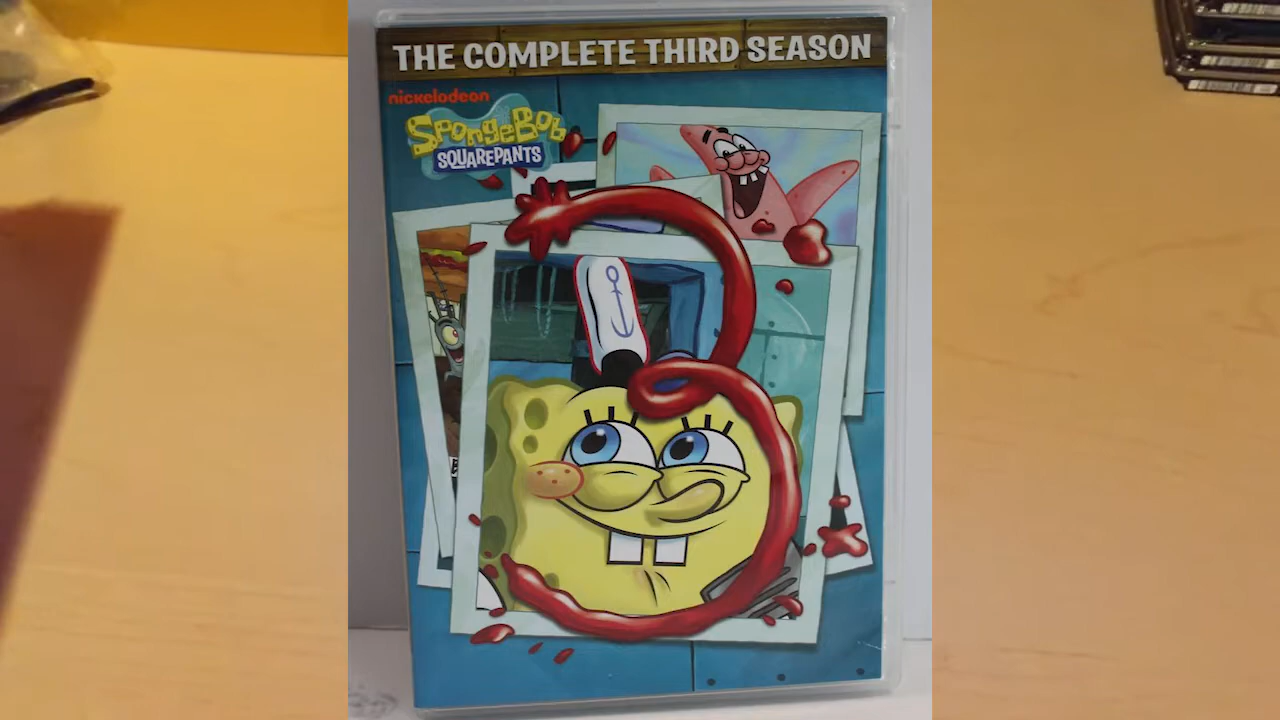 THE COMPLETE THIRD SEASON
nickelodeon
SPONGEBOB
SQUAREPANTS